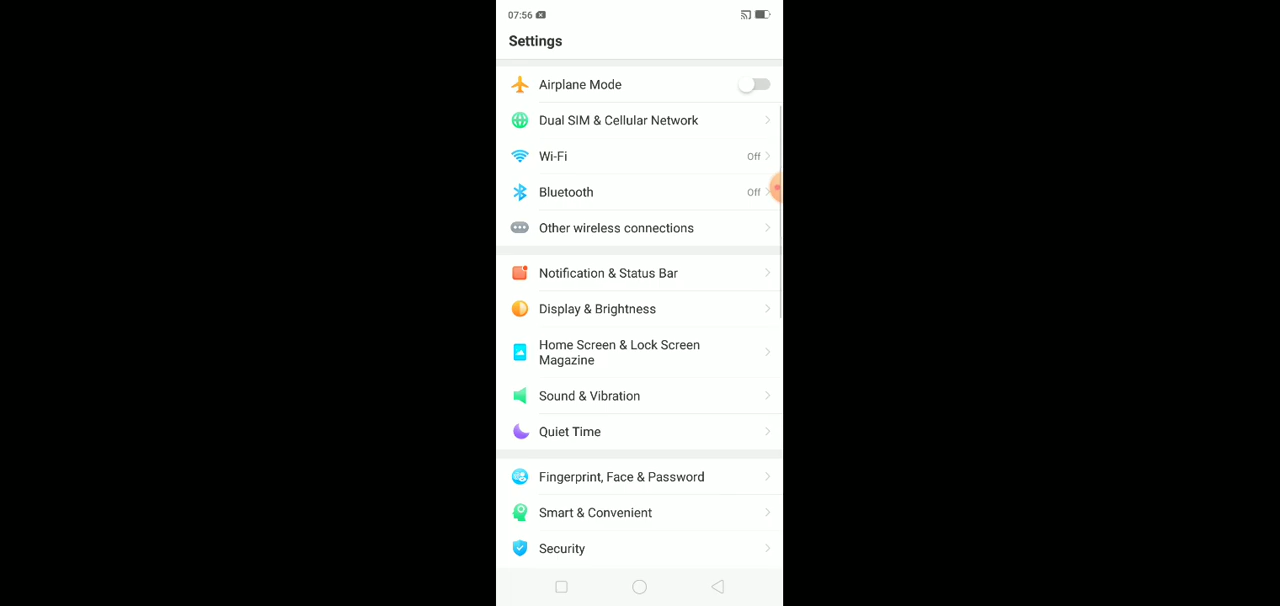 07:56
Settings
Airplane Mode
Dual SIM & Cellular Network
Wi-Fi Off
Bluetooth Off
Other wireless connections
Notification & Status Bar
Display & Brightness
Home Screen & Lock Screen
Magazine
Sound & Vibration
Quiet Time
Fingerprint, Face & Password
Smart & Convenient
Security